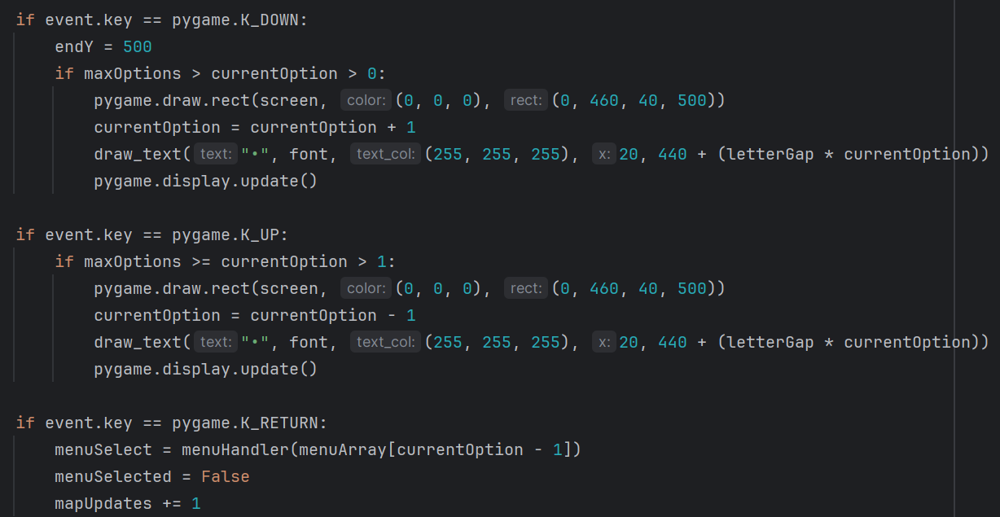 if event.key == pygame.K_DOWN:
    endY = 500
    if maxOptions > currentOption > 0:
        pygame.draw.rect(screen, color: (0, 0, 0), rect: (0, 460, 40, 500))
        currentOption = currentOption + 1
        draw_text( text: "•", font, text_col: (255, 255, 255), x: 20, 440 + (letterGap * currentOption))
        pygame.display.update()

if event.key == pygame.K_UP:
    if maxOptions >= currentOption > 1:
        pygame.draw.rect(screen, color: (0, 0, 0), rect: (0, 460, 40, 500))
        currentOption = currentOption - 1
        draw_text( text: "•", font, text_col: (255, 255, 255), x: 20, 440 + (letterGap * currentOption))
        pygame.display.update()

if event.key == pygame.K_RETURN:
    menuSelect = menuHandler(menuArray[currentOption - 1])
    menuSelected = False
    mapUpdates += 1